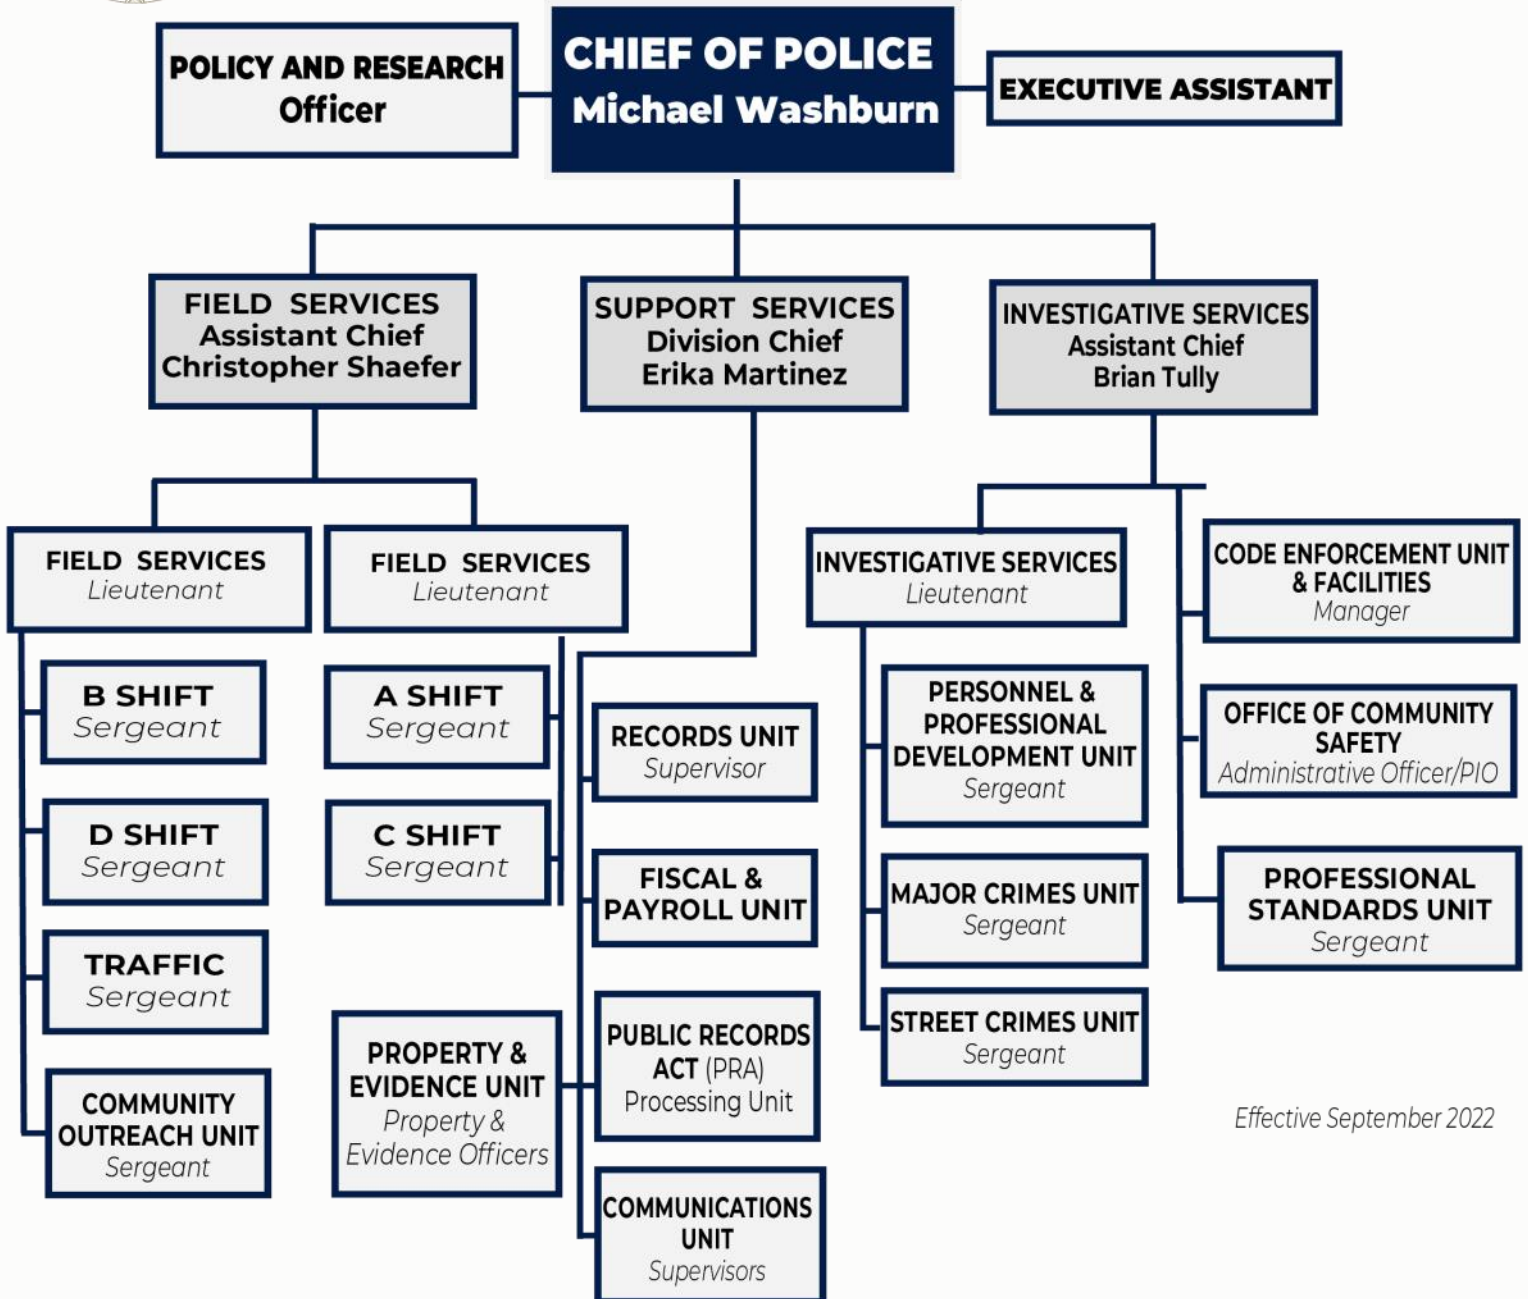 POLICY AND RESEARCH
Officer
CHIEF OF POLICE
Michael Washburn
EXECUTIVE ASSISTANT
FIELD SERVICES
Assistant Chief
Christopher Shaefer
SUPPORT SERVICES
Division Chief
Erika Martinez
INVESTIGATIVE SERVICES
Assistant Chief
Brian Tully
FIELD SERVICES
Lieutenant
B SHIFT
Sergeant
D SHIFT
Sergeant
TRAFFIC
Sergeant
COMMUNITY
OUTREACH UNIT
Sergeant
FIELD SERVICES
Lieutenant
A SHIFT
Sergeant
C SHIFT
Sergeant
RECORDS UNIT
Supervisor
FISCAL &
PAYROLL UNIT
PROPERTY &
EVIDENCE UNIT
Property &
Evidence Officers
PUBLIC RECORDS
ACT (PRA)
Processing Unit
COMMUNICATIONS
UNIT
Supervisors
INVESTIGATIVE SERVICES
Lieutenant
PERSONNEL &
PROFESSIONAL
DEVELOPMENT UNIT
Sergeant
MAJOR CRIMES UNIT
Sergeant
STREET CRIMES UNIT
Sergeant
CODE ENFORCEMENT UNIT
& FACILITIES
Manager
OFFICE OF COMMUNITY
SAFETY
Administrative Officer/PIO
PROFESSIONAL
STANDARDS UNIT
Sergeant
Effective September 2022